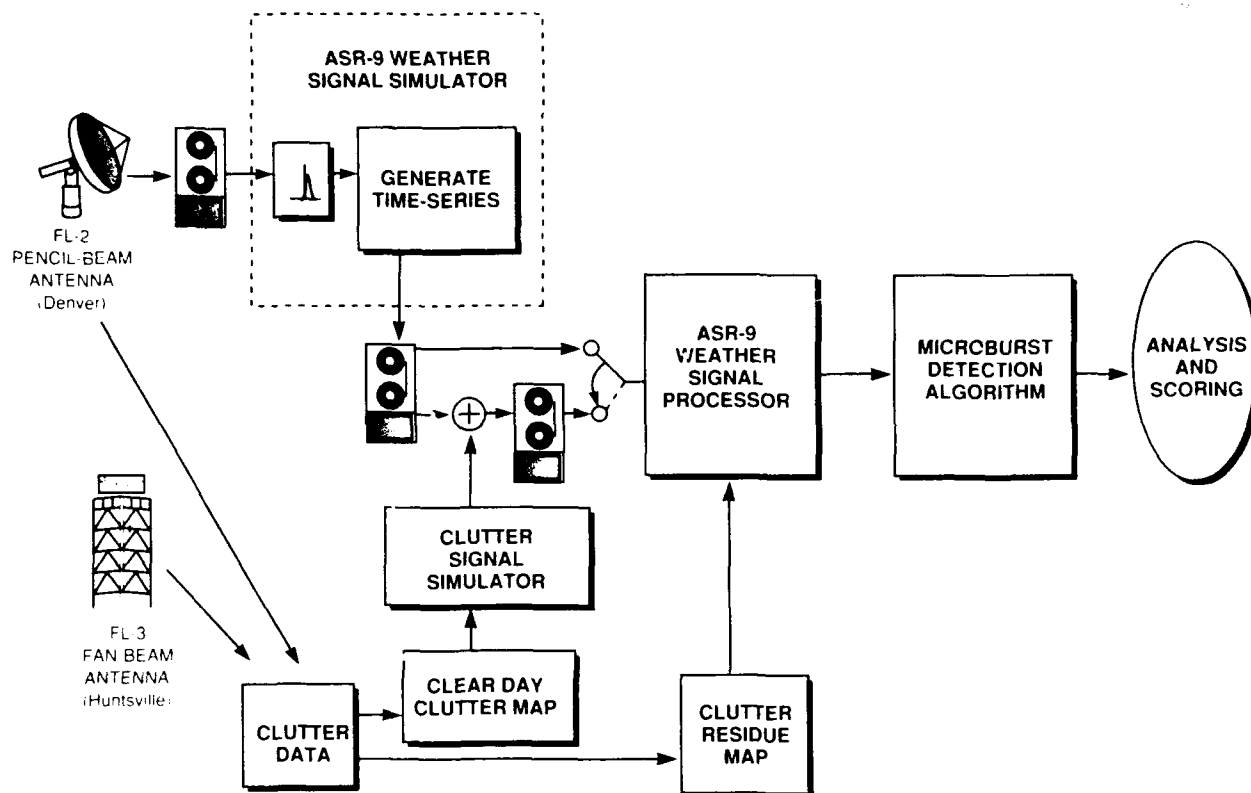 ASR-9 WEATHER
SIGNAL SIMULATOR
GENERATE
TIME-SERIES
FL-2
PENCIL-BEAM
ANTENNA
(Denver)
ASR-9
WEATHER
SIGNAL
PROCESSOR
MICROBURST
DETECTION
ALGORITHM
ANALYSIS
AND
SCORING
CLUTTER
SIGNAL
SIMULATOR
FL-3
FAN BEAM
ANTENNA
(Huntsville)
CLEAR DAY
CLUTTER MAP
CLUTTER
DATA
CLUTTER
RESIDUE
MAP